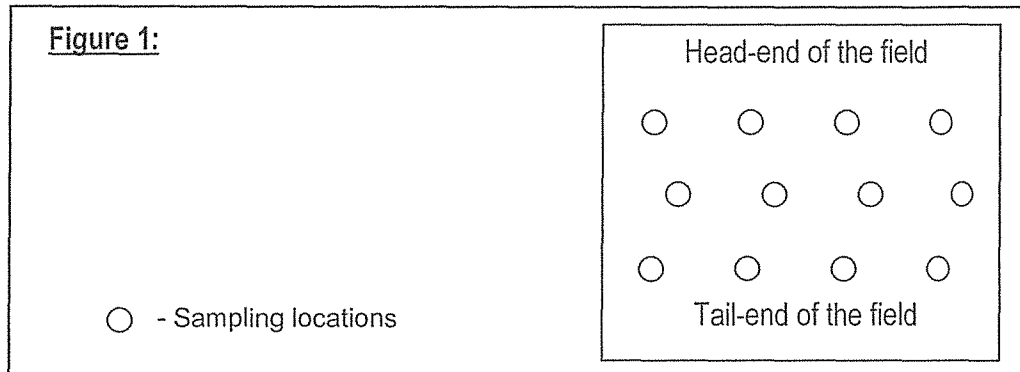 Figure 1:
Head-end of the field
Tail-end of the field
- Sampling locations